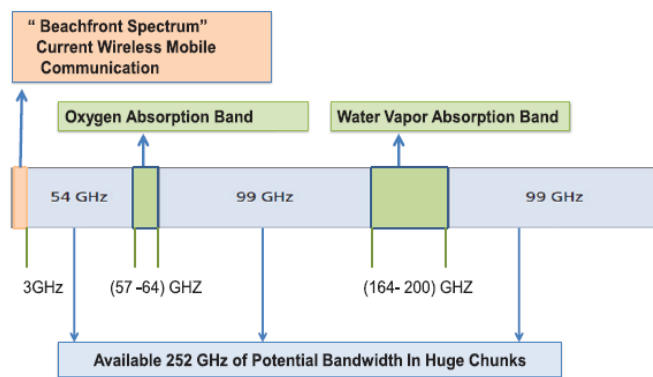 “ Beachfront Spectrum”
Current Wireless Mobile
Communication
Oxygen Absorption Band
Water Vapor Absorption Band
54 GHz
99 GHz
99 GHz
3GHz
(57 –64) GHZ
(164- 200) GHZ
Available 252 GHz of Potential Bandwidth In Huge Chunks